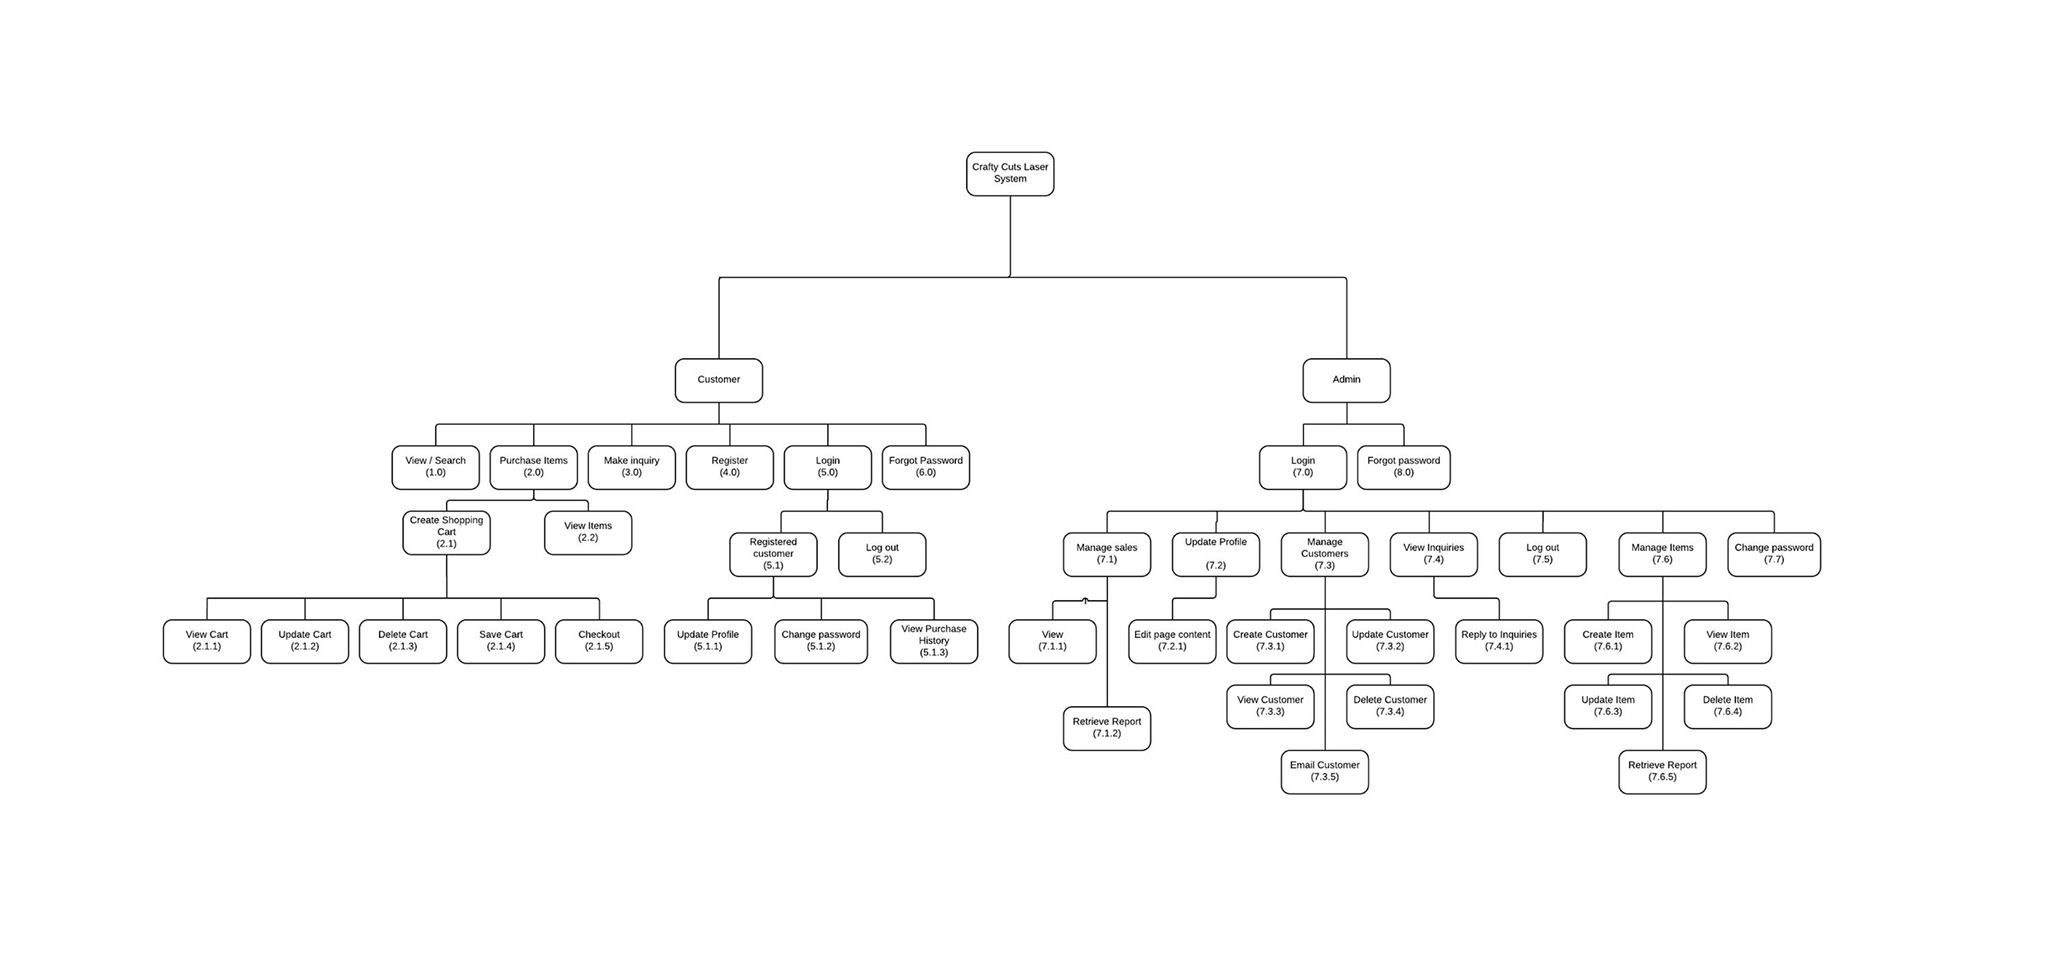 Crafty Cuts Laser
System
Customer
Admin
View / Search
(1.0)
Purchase Items
(2.0)
Make inquiry
(3.0)
Register
(4.0)
Login
(5.0)
Forgot Password
(6.0)
Login
(7.0)
Forgot password
(8.0)
Create Shopping
Cart
(2.1)
View Items
(2.2)
Registered
customer
(5.1)
Log out
(5.2)
Manage sales
(7.1)
Update Profile
(7.2)
Manage
Customers
(7.3)
View Inquiries
(7.4)
Log out
(7.5)
Manage Items
(7.6)
Change password
(7.7)
View Cart
(2.1.1)
Update Cart
(2.1.2)
Delete Cart
(2.1.3)
Save Cart
(2.1.4)
Checkout
(2.1.5)
Update Profile
(5.1.1)
Change password
(5.1.2)
View Purchase
History
(5.1.3)
View
(7.1.1)
Edit page content
(7.2.1)
Create Customer
(7.3.1)
Update Customer
(7.3.2)
Reply to Inquiries
(7.4.1)
Create Item
(7.6.1)
View Item
(7.6.2)
View Customer
(7.3.3)
Delete Customer
(7.3.4)
Update Item
(7.6.3)
Delete Item
(7.6.4)
Retrieve Report
(7.1.2)
Email Customer
(7.3.5)
Retrieve Report
(7.6.5)